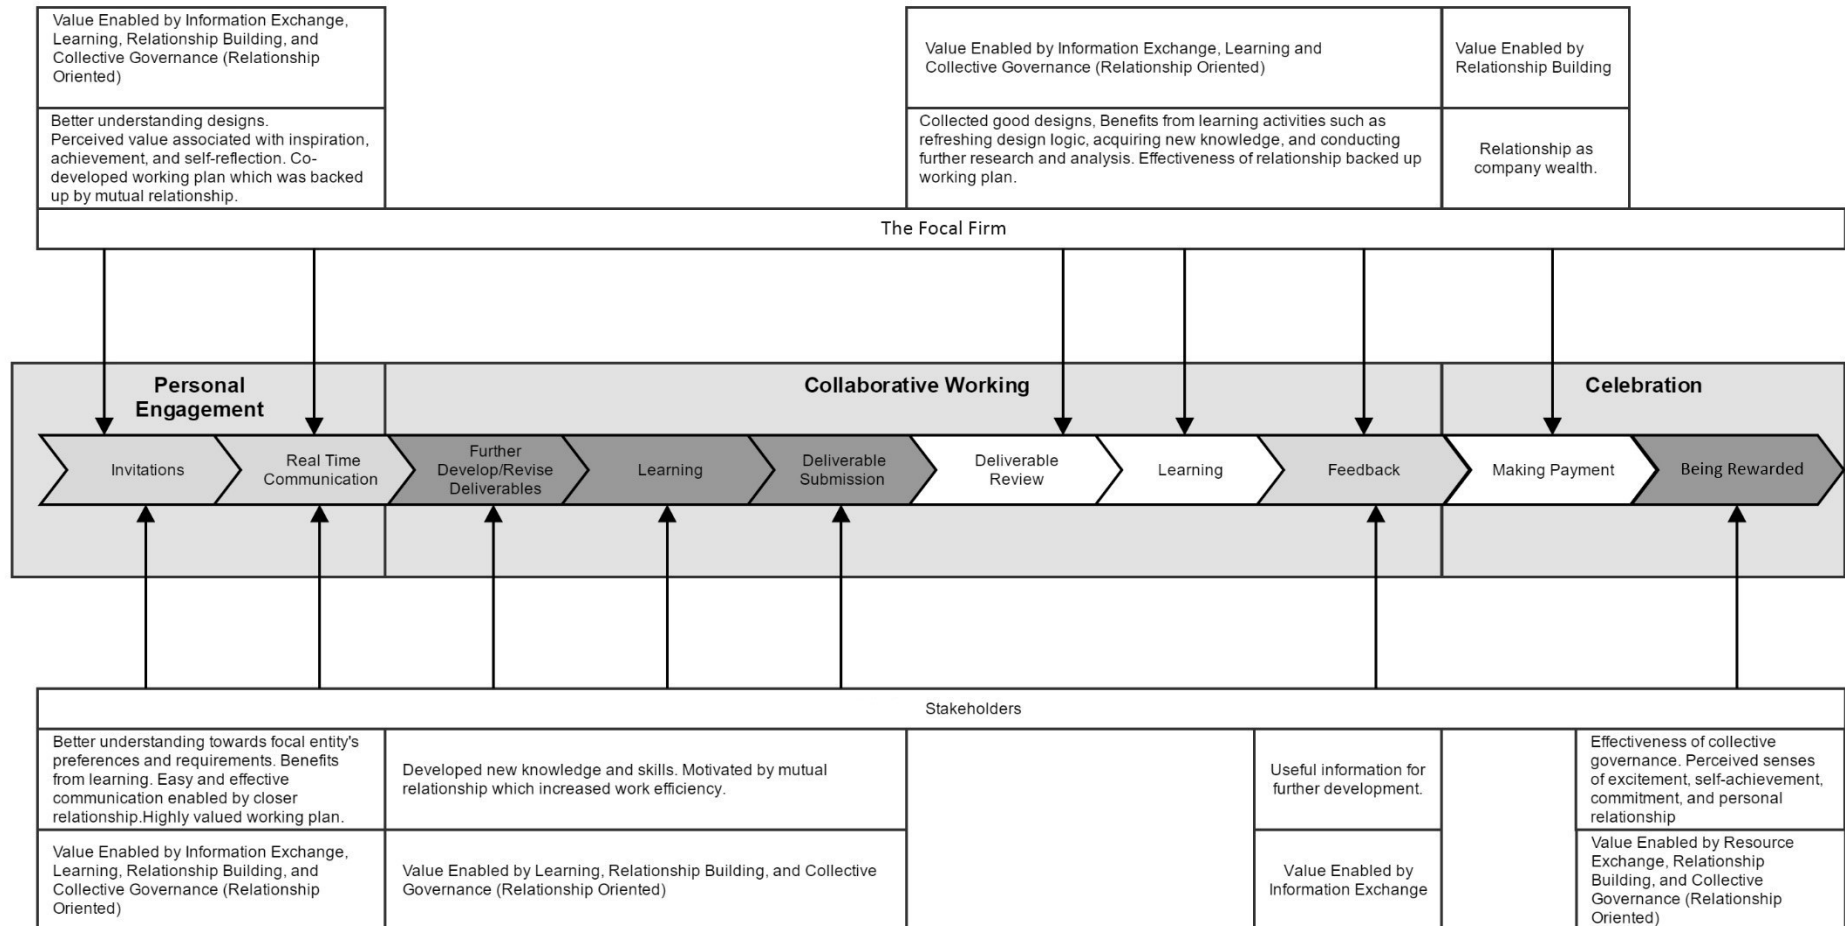 Value Enabled by Information Exchange,
Learning, Relationship Building, and
Collective Governance (Relationship
Oriented)
Value Enabled by Information Exchange, Learning and
Collective Governance (Relationship Oriented)
Value Enabled by
Relationship Building
Better understanding designs.
Perceived value associated with inspiration,
achievement, and self-reflection. Co-
developed working plan which was backed
up by mutual relationship.
Collected good designs, Benefits from learning activities such as
refreshing design logic, acquiring new knowledge, and conducting
further research and analysis. Effectiveness of relationship backed up
working plan.
Relationship as
company wealth.
The Focal Firm
Personal
Engagement
Collaborative Working
Celebration
Invitations
Real Time
Communication
Further
Develop/Revise
Deliverables
Learning
Deliverable
Submission
Deliverable
Review
Learning
Feedback
Making Payment
Being Rewarded
Stakeholders
Better understanding towards focal entity's
preferences and requirements. Benefits
from learning. Easy and effective
communication enabled by closer
relationship.Highly valued working plan.
Developed new knowledge and skills. Motivated by mutual
relationship which increased work efficiency.
Useful information for
further development.
Effectiveness of collective
governance. Perceived senses
of excitement, self-achievement,
commitment, and personal
relationship
Value Enabled by Information Exchange,
Learning, Relationship Building, and
Collective Governance (Relationship
Oriented)
Value Enabled by Learning, Relationship Building, and Collective
Governance (Relationship Oriented)
Value Enabled by
Information Exchange
Value Enabled by Resource
Exchange, Relationship
Building, and Collective
Governance (Relationship
Oriented)